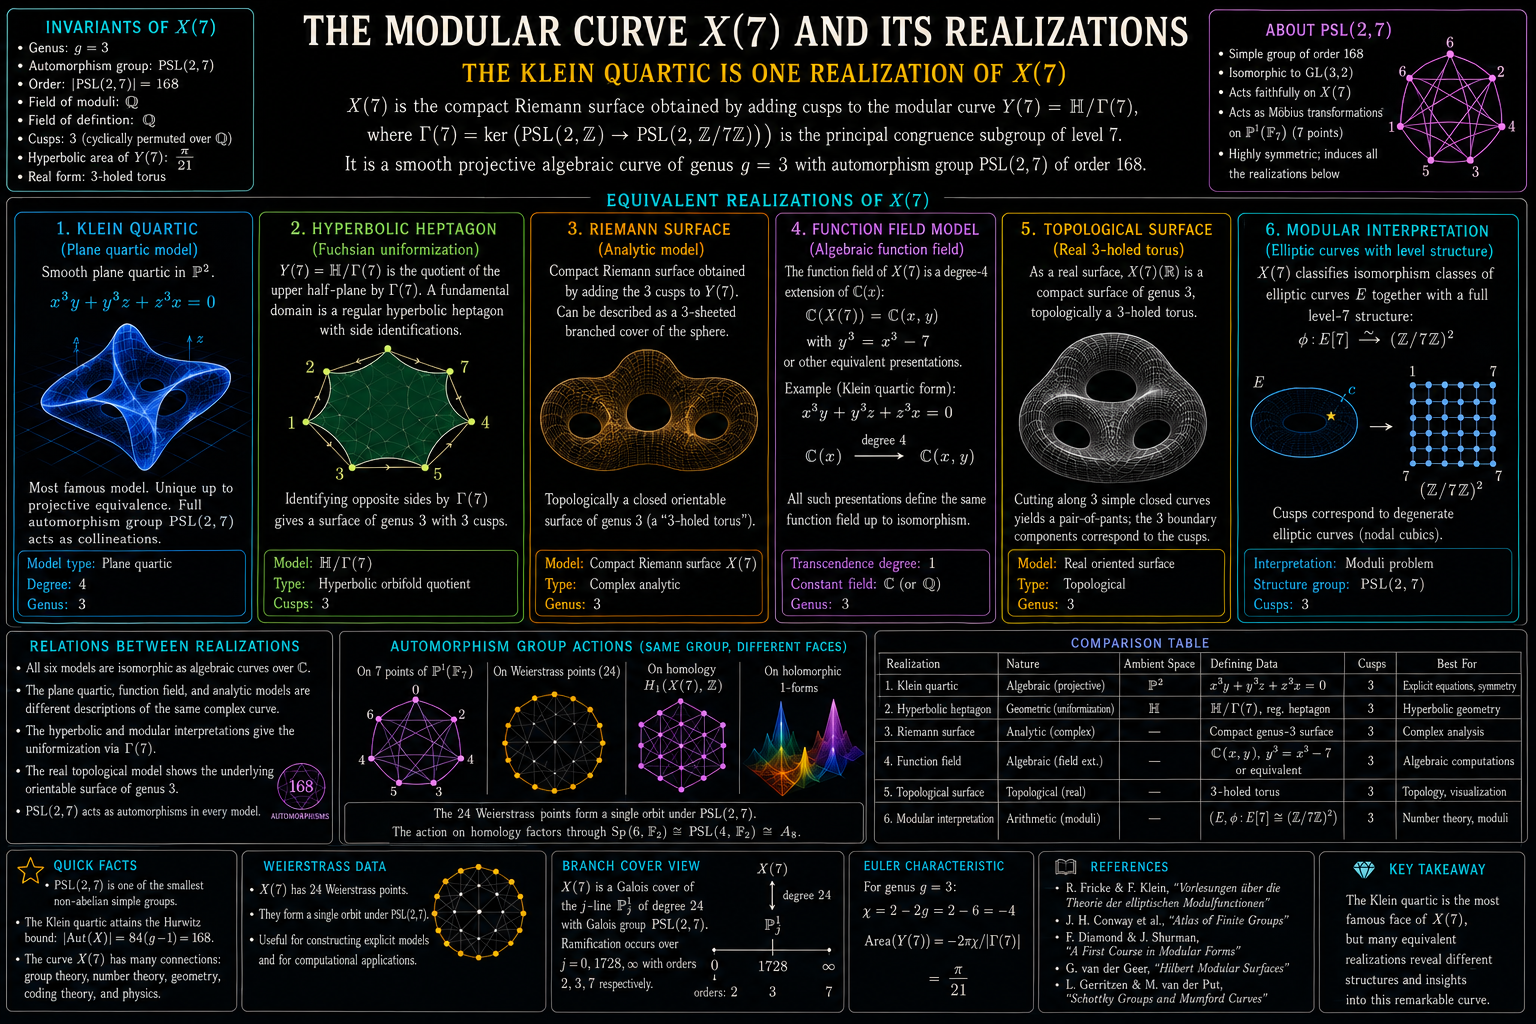 INVARIANTS OF X(7)
• Genus: g = 3
• Automorphism group: PSL(2,7)
• Order: |PSL(2,7)| = 168
• Field of moduli: ℚ
• Field of defintion: ℚ
• Cusps: 3 (cyclically permuted over ℚ)
• Hyperbolic area of Y(7): π/21
• Real form: 3-holed torus
THE MODULAR CURVE X(7) AND ITS REALIZATIONS
THE KLEIN QUARTIC IS ONE REALIZATION OF X(7)
X(7) is the compact Riemann surface obtained by adding cusps to the modular curve Y(7) = ℍ/Γ(7),
where Γ(7) = ker (PSL(2,ℤ) → PSL(2, ℤ/7ℤ))) is the principal congruence subgroup of level 7.
It is a smooth projective algebraic curve of genus g = 3 with automorphism group PSL(2,7) of order 168.
ABOUT PSL(2,7)
• Simple group of order 168
• Isomorphic to GL(3,2)
• Acts faithfully on X(7)
• Acts as Möbius transformations
on ℙ¹(𝔽₇) (7 points)
• Highly symmetric; induces all
the realizations below
6
6
2
1
4
5
3
EQUIVALENT REALIZATIONS OF X(7)
1. KLEIN QUARTIC
(Plane quartic model)
Smooth plane quartic in ℙ².
x³y + y³z + z³x = 0
z
Most famous model. Unique up to
projective equivalence. Full
automorphism group PSL(2,7)
acts as collineations.
Model type: Plane quartic
Degree: 4
Genus: 3
2. HYPERBOLIC HEPTAGON
(Fuchsian uniformization)
Y(7) = ℍ/Γ(7) is the quotient of the
upper half-plane by Γ(7). A fundamental
domain is a regular hyperbolic heptagon
with side identifications.
2
7
1
4
3
5
Identifying opposite sides by Γ(7)
gives a surface of genus 3 with 3 cusps.
Model: ℍ/Γ(7)
Type: Hyperbolic orbifold quotient
Cusps: 3
3. RIEMANN SURFACE
(Analytic model)
Compact Riemann surface obtained
by adding the 3 cusps to Y(7).
Can be described as a 3-sheeted
branched cover of the sphere.
Topologically a closed orientable
surface of genus 3 (a “3-holed torus”).
Model: Compact Riemann surface X(7)
Type: Complex analytic
Genus: 3
4. FUNCTION FIELD MODEL
(Algebraic function field)
The function field of X(7) is a degree-4
extension of ℂ(x):
ℂ(X(7)) = ℂ(x, y)
with y³ = x³ − 7
or other equivalent presentations.
Example (Klein quartic form):
x³y + y³z + z³x = 0
degree 4
ℂ(x) ⟶ ℂ(x, y)
All such presentations define the same
function field up to isomorphism.
Transcendence degree: 1
Constant field: ℂ (or ℚ)
Genus: 3
5. TOPOLOGICAL SURFACE
(Real 3-holed torus)
As a real surface, X(7)(ℝ) is a
compact surface of genus 3,
topologically a 3-holed torus.
Cutting along 3 simple closed curves
yields a pair-of-pants; the 3 boundary
components correspond to the cusps.
Model: Real oriented surface
Type: Topological
Genus: 3
6. MODULAR INTERPRETATION
(Elliptic curves with level structure)
X(7) classifies isomorphism classes of
elliptic curves E together with a full
level-7 structure:
ϕ : E[7] ⥲ (ℤ/7ℤ)²
1 7
E C
7 7
(ℤ/7ℤ)²
Cusps correspond to degenerate
elliptic curves (nodal cubics).
Interpretation: Moduli problem
Structure group: PSL(2, 7)
Cusps: 3
RELATIONS BETWEEN REALIZATIONS
• All six models are isomorphic as algebraic curves over ℂ.
• The plane quartic, function field, and analytic models are
different descriptions of the same complex curve.
• The hyperbolic and modular interpretations give the
uniformization via Γ(7).
• The real topological model shows the underlying
orientable surface of genus 3.
• PSL(2,7) acts as automorphisms in every model.
168
AUTOMORPHISMS
AUTOMORPHISM GROUP ACTIONS (SAME GROUP, DIFFERENT FACES)
On 7 points of ℙ¹(𝔽₇)
0
6
2
4
4
5
3
On Weierstrass points (24)
On homology
H₁(X(7), ℤ)
On holomorphic
1-forms
The 24 Weierstrass points form a single orbit under PSL(2,7).
The action on homology factors through Sp(6, 𝔽₂) ≅ PSL(4, 𝔽₂) ≅ A₈.
COMPARISON TABLE
Realization Nature Ambient Space Defining Data Cusps Best For
1. Klein quartic Algebraic (projective) ℙ² x³y + y³z + z³x = 0 3 Explicit equations, symmetry
2. Hyperbolic heptagon Geometric (uniformization) ℍ ℍ/Γ(7), reg. heptagon 3 Hyperbolic geometry
3. Riemann surface Analytic (complex) — Compact genus-3 surface 3 Complex analysis
4. Function field Algebraic (field ext.) — ℂ(x, y), y³ = x³ − 7 or equivalent 3 Algebraic computations
5. Topological surface Topological (real) — 3-holed torus 3 Topology, visualization
6. Modular interpretation Arithmetic (moduli) — (E, ϕ : E[7] ≅ (ℤ/7ℤ)²) 3 Number theory, moduli
QUICK FACTS
• PSL(2,7) is one of the smallest
non-abelian simple groups.
• The Klein quartic attains the Hurwitz
bound: |Aut(X)| = 84(g−1) = 168.
• The curve X(7) has many connections:
group theory, number theory, geometry,
coding theory, and physics.
WEIERSTRASS DATA
• X(7) has 24 Weierstrass points.
• They form a single orbit under PSL(2,7).
• Useful for constructing explicit models
and for computational applications.
BRANCH COVER VIEW
X(7) is a Galois cover of
the j-line ℙ¹ⱼ of degree 24
with Galois group PSL(2,7).
Ramification occurs over
j = 0, 1728, ∞ with orders
2, 3, 7 respectively.
X(7)
degree 24
ℙ¹ⱼ
0 1728 ∞
orders: 2 3 7
EULER CHARACTERISTIC
For genus g = 3:
χ = 2 − 2g = 2 − 6 = −4
Area(Y(7)) = −2πχ/|Γ(7)|
= π/21
REFERENCES
• R. Fricke & F. Klein, “Vorlesungen über die
Theorie der elliptischen Modulfunctionen”
• J. H. Conway et al., “Atlas of Finite Groups”
• F. Diamond & J. Shurman,
“A First Course in Modular Forms”
• G. van der Geer, “Hilbert Modular Surfaces”
• L. Gerritzen & M. van der Put,
“Schottky Groups and Mumford Curves”
KEY TAKEAWAY
The Klein quartic is the most
famous face of X(7),
but many equivalent
realizations reveal different
structures and insights
into this remarkable curve.